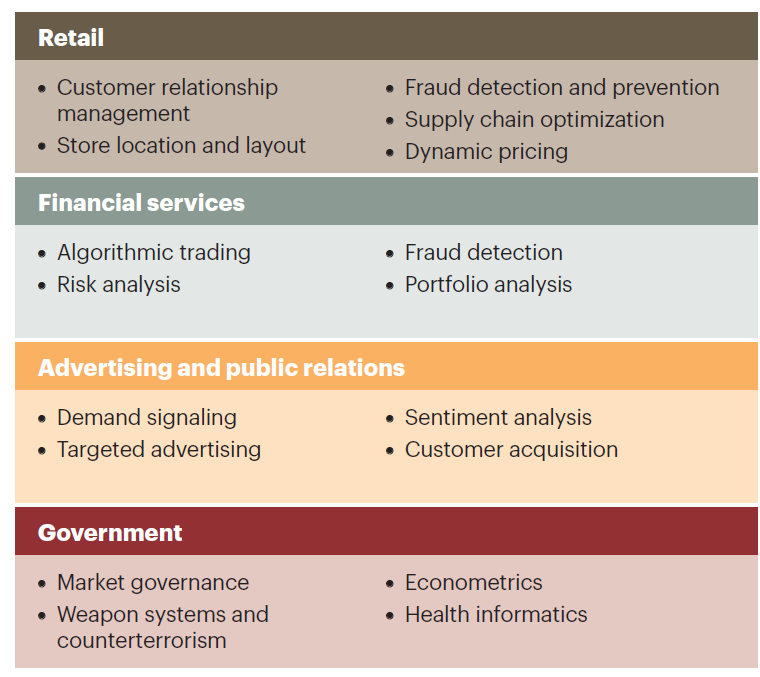 Retail
• Customer relationship
management
• Store location and layout
• Fraud detection and prevention
• Supply chain optimization
• Dynamic pricing
Financial services
• Algorithmic trading
• Risk analysis
• Fraud detection
• Portfolio analysis
Advertising and public relations
• Demand signaling
• Targeted advertising
• Sentiment analysis
• Customer acquisition
Government
• Market governance
• Weapon systems and
counterterrorism
• Econometrics
• Health informatics